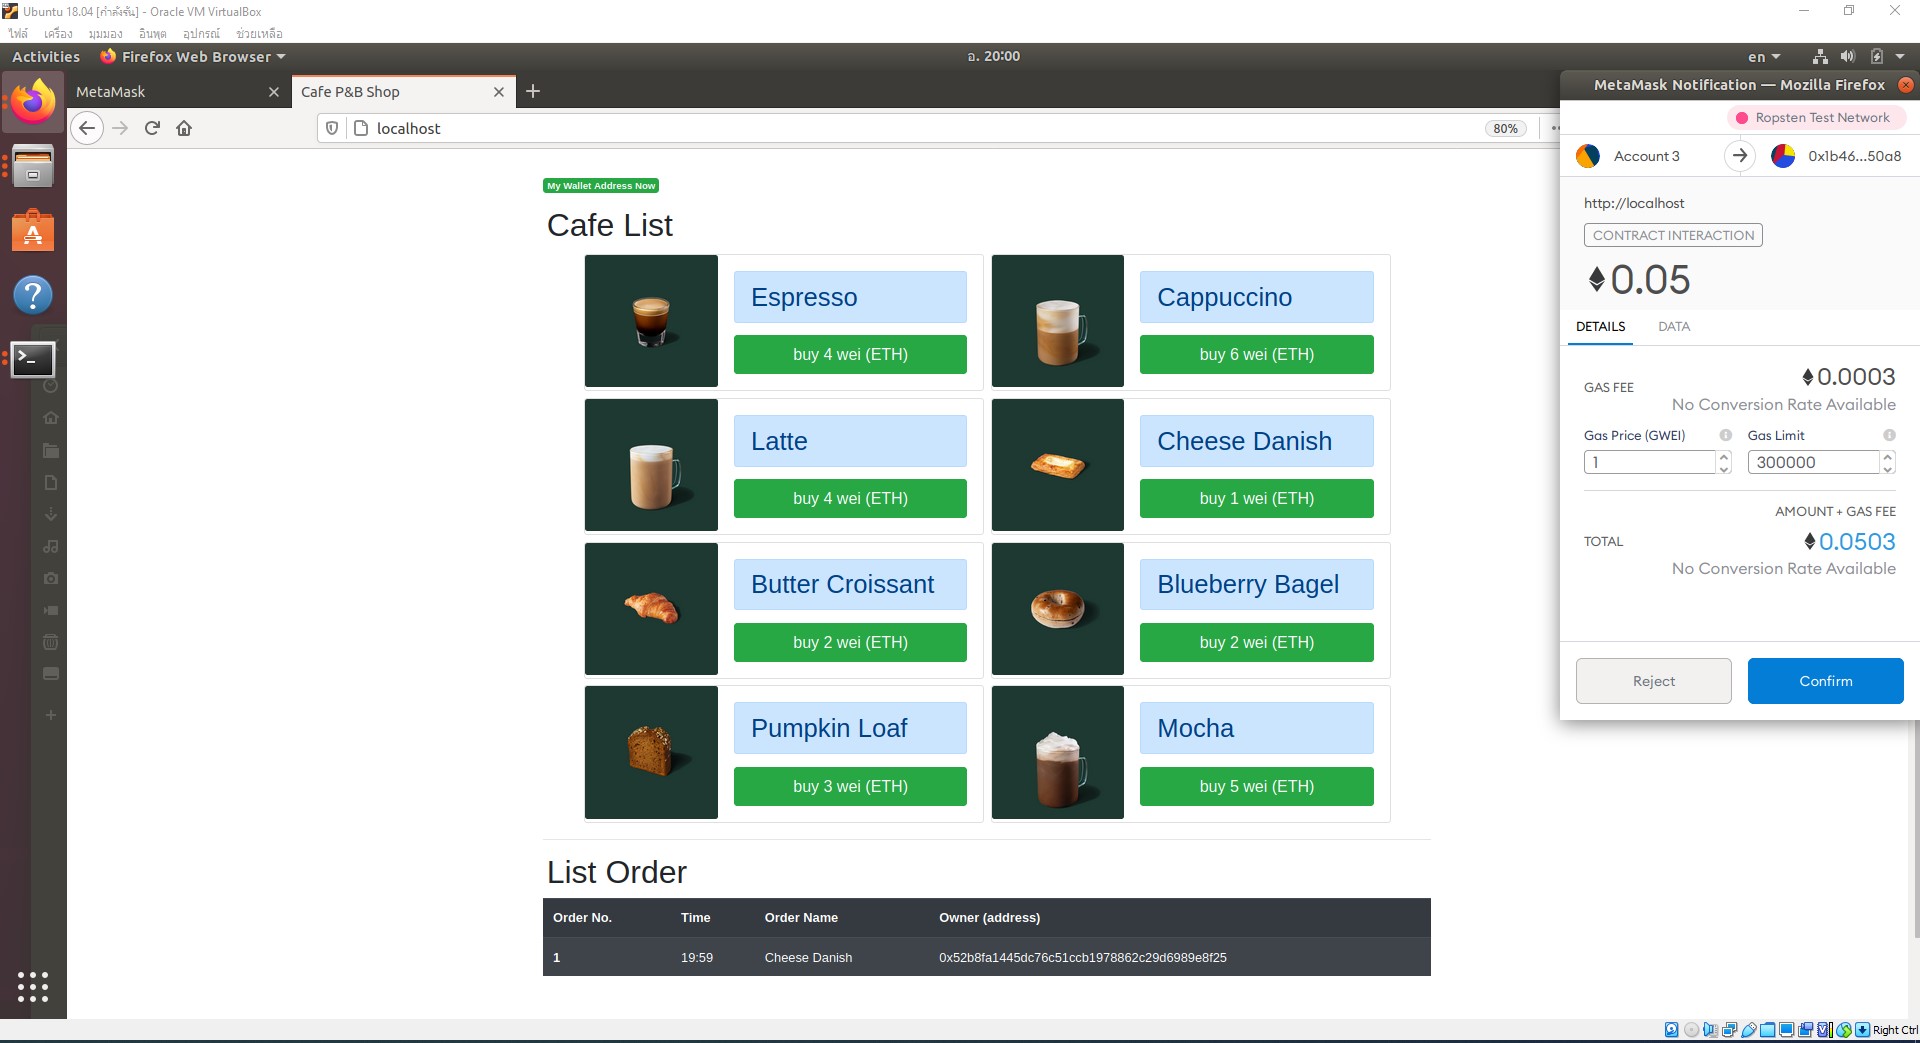 Ubuntu 18.04 [กำลังรัน] - Oracle VM VirtualBox
ไฟล์ เครื่อง มุมมอง อินพุต อุปกรณ์ ช่วยเหลือ
Activities Firefox Web Browser อ. 20:00 en
MetaMask Cafe P&B Shop
localhost 80%
My Wallet Address Now
Cafe List
Espresso
buy 4 wei (ETH)
Cappuccino
buy 6 wei (ETH)
Latte
buy 4 wei (ETH)
Cheese Danish
buy 1 wei (ETH)
Butter Croissant
buy 2 wei (ETH)
Blueberry Bagel
buy 2 wei (ETH)
Pumpkin Loaf
buy 3 wei (ETH)
Mocha
buy 5 wei (ETH)
List Order
Order No. Time Order Name Owner (address)
1 19:59 Cheese Danish 0x52b8fa1445dc76c51ccb1978862c29d6989e8f25
MetaMask Notification — Mozilla Firefox
Ropsten Test Network
Account 3 0x1b46...50a8
http://localhost
CONTRACT INTERACTION
0.05
DETAILS DATA
GAS FEE 0.0003
No Conversion Rate Available
Gas Price (GWEI) Gas Limit
1 300000
AMOUNT + GAS FEE
TOTAL 0.0503
No Conversion Rate Available
Reject Confirm
Right Ctrl